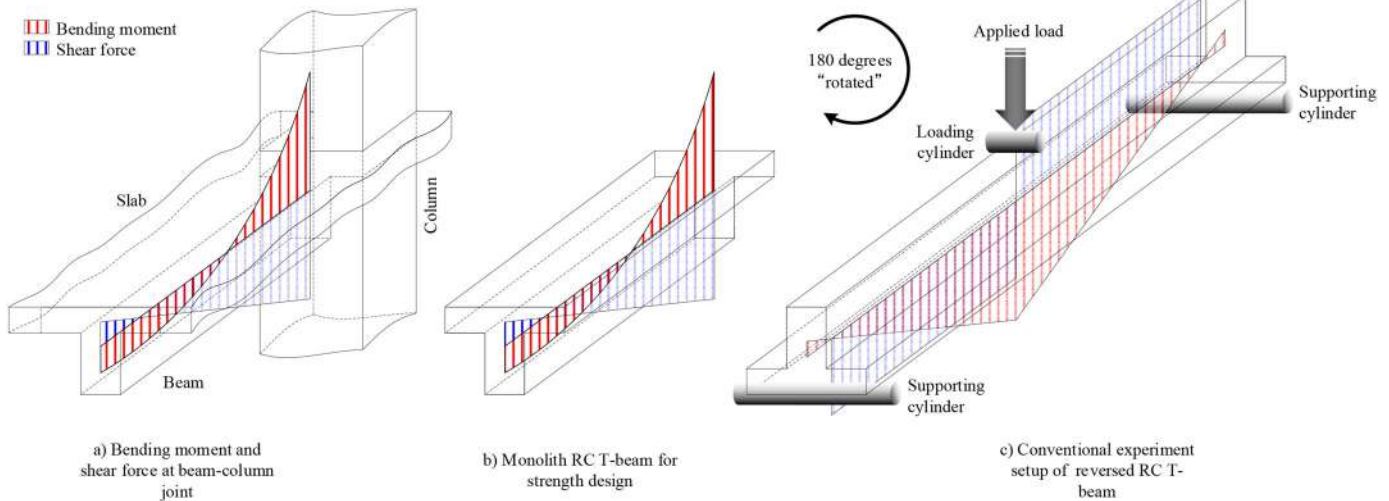 Bending moment
Shear force
Slab
Column
Beam
180 degrees
“rotated”
Applied load
Loading
cylinder
Supporting
cylinder
Supporting
cylinder
a) Bending moment and
shear force at beam-column
joint
b) Monolith RC T-beam for
strength design
c) Conventional experiment
setup of reversed RC T-
beam